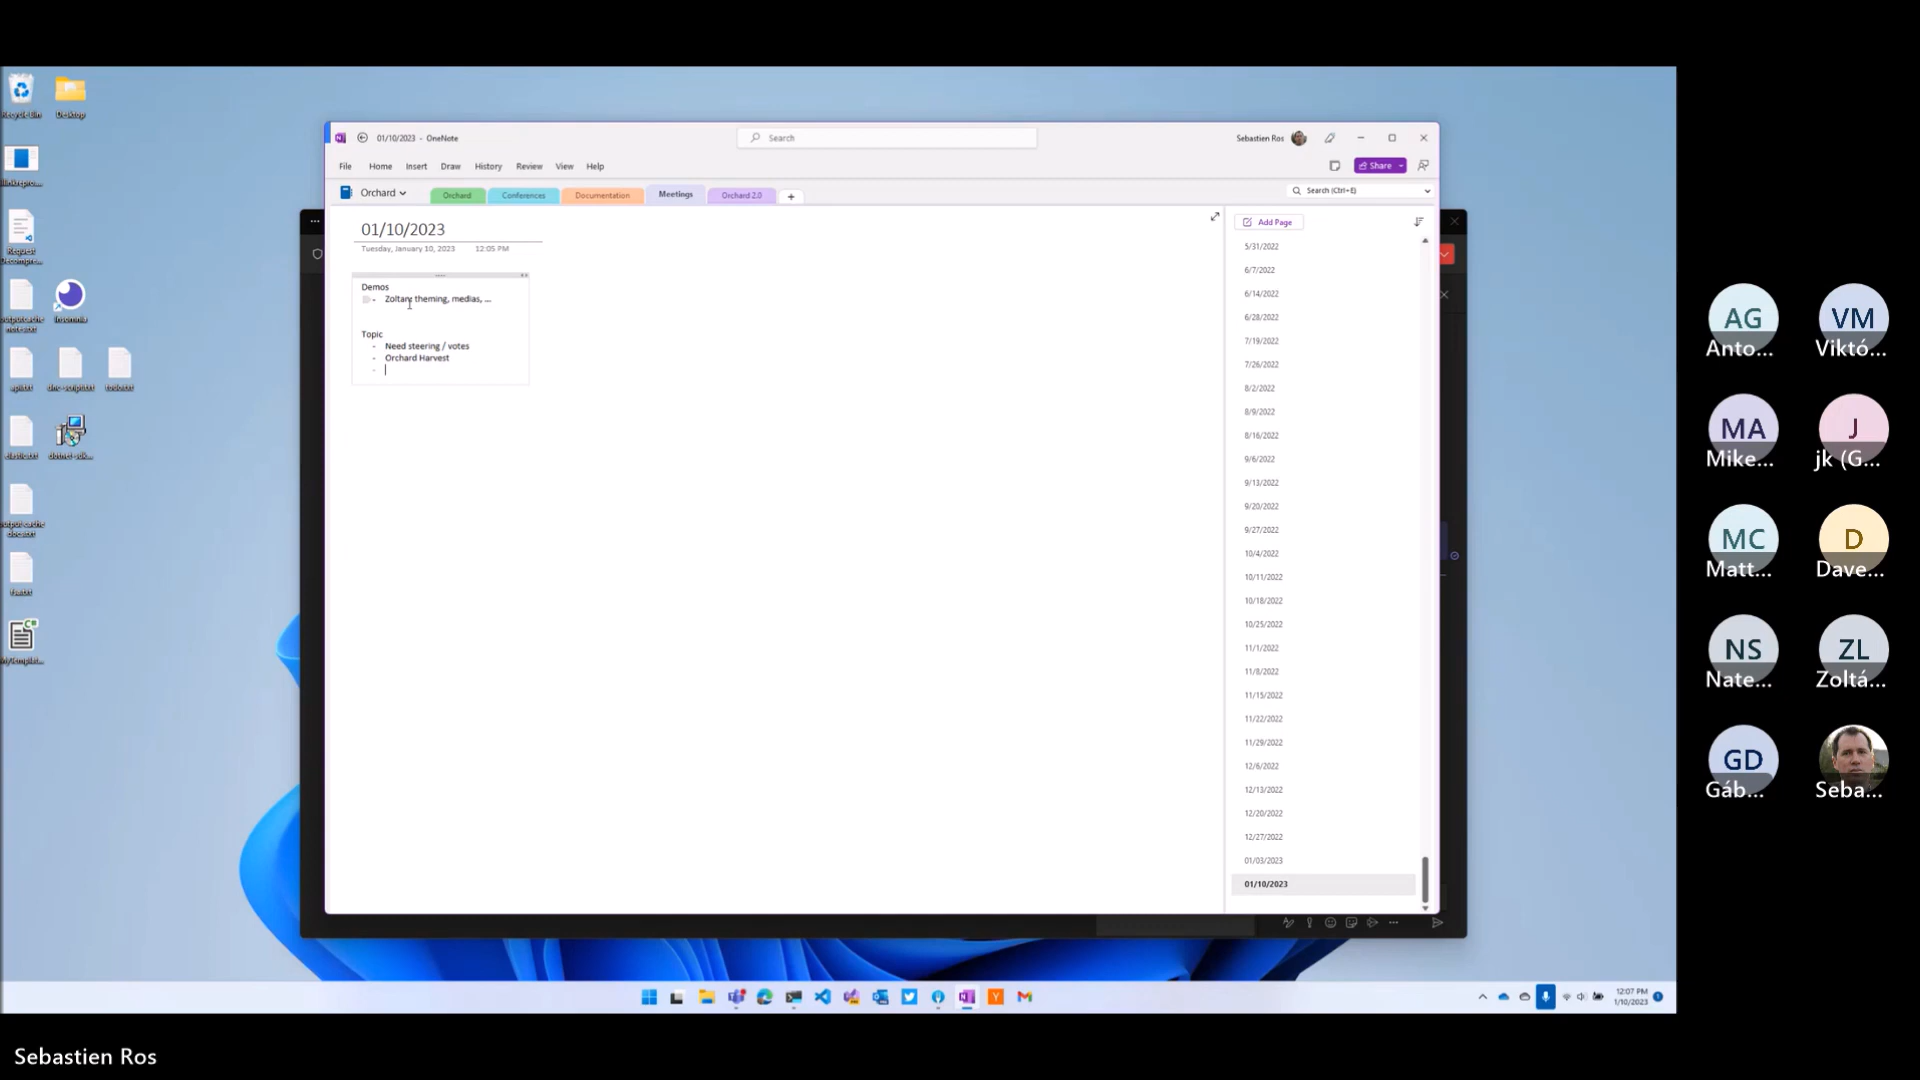 Recycle Bin
Desktop
Insomnia
01/10/2023 - OneNote
Search
Sebastien Ros
File Home Insert Draw History Review View Help
Share
Orchard
Orchard Conferences Documentation Meetings Orchard 2.0 +
Search (Ctrl+E)
01/10/2023
Tuesday, January 10, 2023 12:05 PM
Demos
- Zoltan: theming, medias, ...
Topic
- Need steering / votes
- Orchard Harvest
-
Add Page
5/31/2022
6/7/2022
6/14/2022
6/28/2022
7/19/2022
7/26/2022
8/2/2022
8/9/2022
8/16/2022
9/6/2022
9/13/2022
9/20/2022
9/27/2022
10/4/2022
10/11/2022
10/18/2022
10/25/2022
11/1/2022
11/8/2022
11/15/2022
11/22/2022
11/29/2022
12/6/2022
12/13/2022
12/20/2022
12/27/2022
01/03/2023
01/10/2023
AG
Anto...
VM
Viktó...
MA
Mike...
J
jk (G...
MC
Matt...
D
Dave...
NS
Nate...
ZL
Zoltá...
GD
Gáb...
Seba...
12:07 PM
1/10/2023
Sebastien Ros